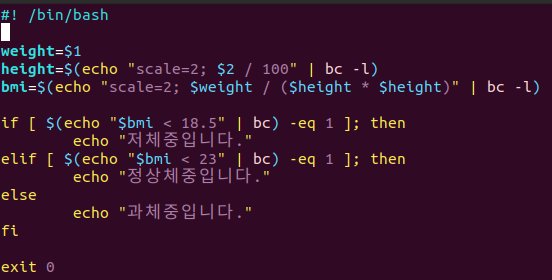 #! /bin/bash
weight=$1
height=$(echo "scale=2; $2 / 100" | bc -l)
bmi=$(echo "scale=2; $weight / ($height * $height)" | bc -l)
if [ $(echo "$bmi < 18.5" | bc) -eq 1 ]; then
echo "저체중입니다."
elif [ $(echo "$bmi < 23" | bc) -eq 1 ]; then
echo "정상체중입니다."
else
echo "과체중입니다."
fi
exit 0